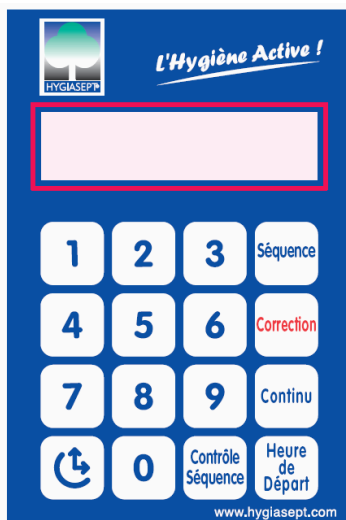 HYGIASEPT
L'Hygiène Active !
1 2 3 Séquence
4 5 6 Correction
7 8 9 Continu
0 Contrôle Séquence Heure de Départ
www.hygiasept.com